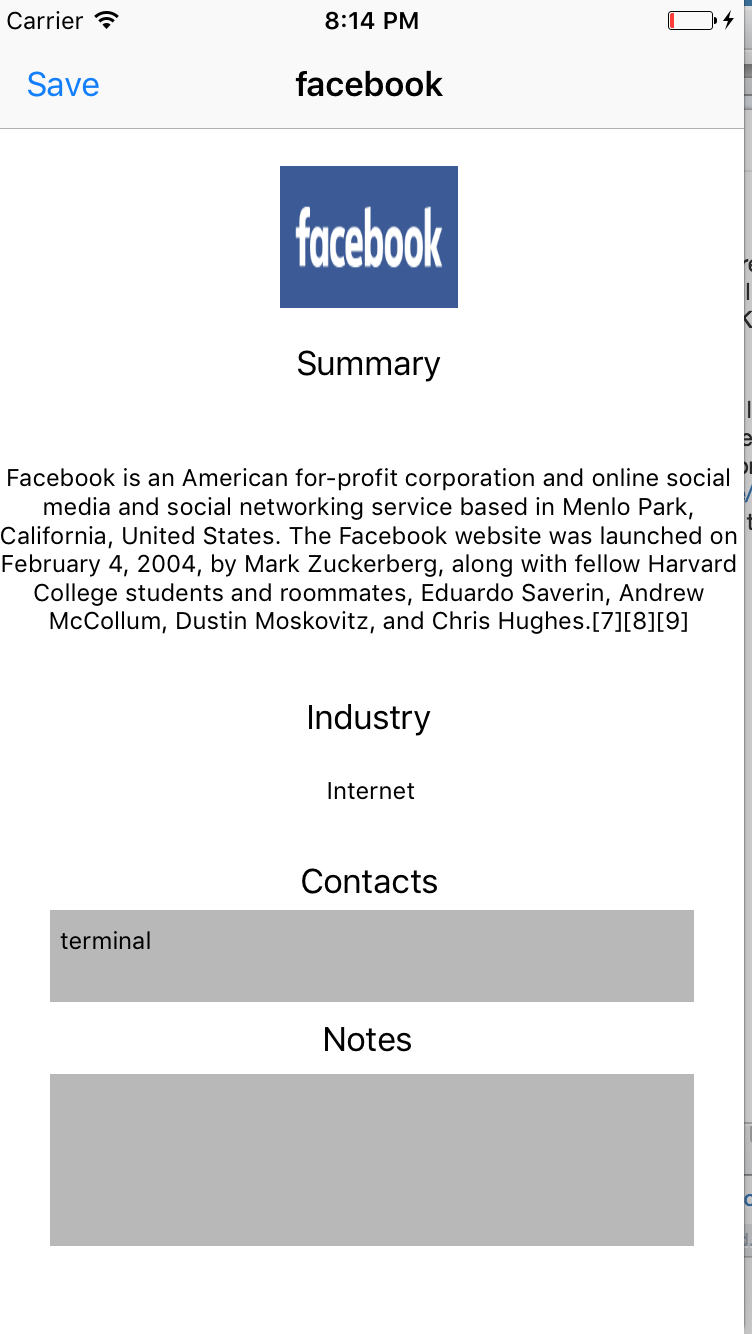 Carrier 8:14 PM
Save facebook
facebook
Summary
Facebook is an American for-profit corporation and online social
media and social networking service based in Menlo Park,
California, United States. The Facebook website was launched on
February 4, 2004, by Mark Zuckerberg, along with fellow Harvard
College students and roommates, Eduardo Saverin, Andrew
McCollum, Dustin Moskovitz, and Chris Hughes.[7][8][9]
Industry
Internet
Contacts
terminal
Notes